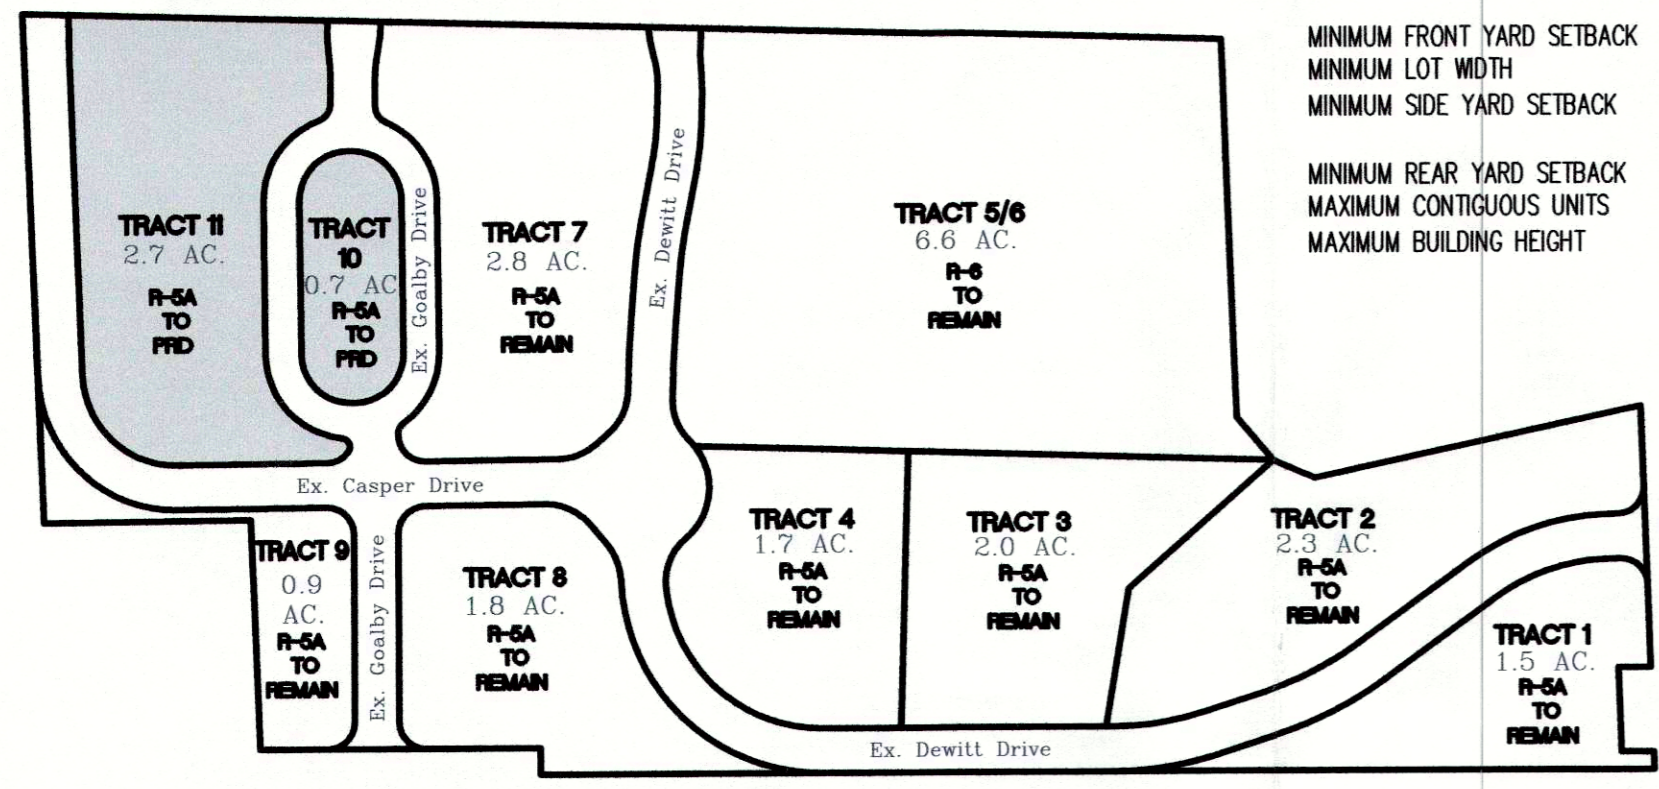 MINIMUM FRONT YARD SETBACK
MINIMUM LOT WIDTH
MINIMUM SIDE YARD SETBACK
MINIMUM REAR YARD SETBACK
MAXIMUM CONTIGUOUS UNITS
MAXIMUM BUILDING HEIGHT
TRACT 11
2.7 AC.
R-5A
TO
PRD
TRACT
10
0.7 AC
R-5A
TO
PRD
Ex. Goalby Drive
TRACT 7
2.8 AC.
R-5A
TO
REMAIN
Ex. Dewitt Drive
TRACT 5/6
6.6 AC.
R-6
TO
REMAIN
Ex. Casper Drive
TRACT 9
0.9
AC.
R-5A
TO
REMAIN
Ex. Goalby Drive
TRACT 8
1.8 AC.
R-5A
TO
REMAIN
TRACT 4
1.7 AC.
R-5A
TO
REMAIN
TRACT 3
2.0 AC.
R-5A
TO
REMAIN
TRACT 2
2.3 AC.
R-5A
TO
REMAIN
TRACT 1
1.5 AC.
R-5A
TO
REMAIN
Ex. Dewitt Drive